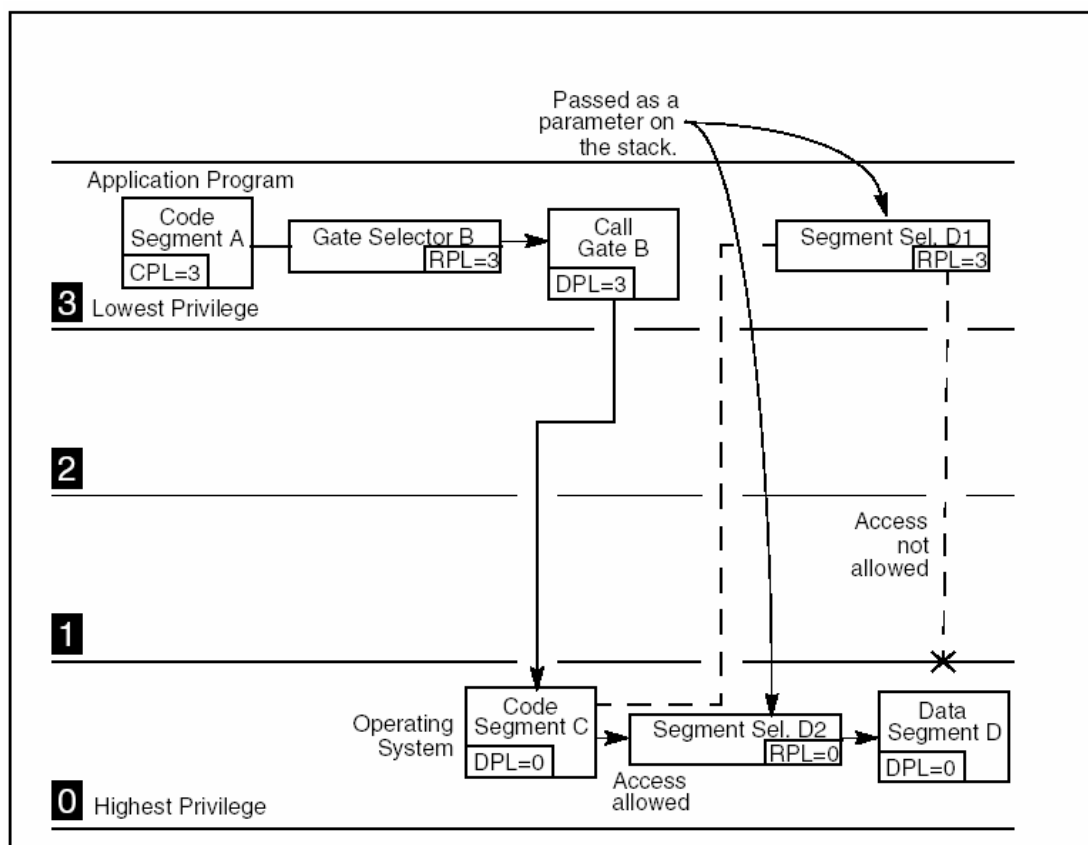 Passed as a
parameter on
the stack.
Application Program
Code
Segment A
CPL=3
Gate Selector B
RPL=3
Call
Gate B
DPL=3
Segment Sel. D1
RPL=3
3 Lowest Privilege
2
Access
not
allowed
1
Operating
System
Code
Segment C
DPL=0
Segment Sel. D2
RPL=0
Access
allowed
Data
Segment D
DPL=0
0 Highest Privilege